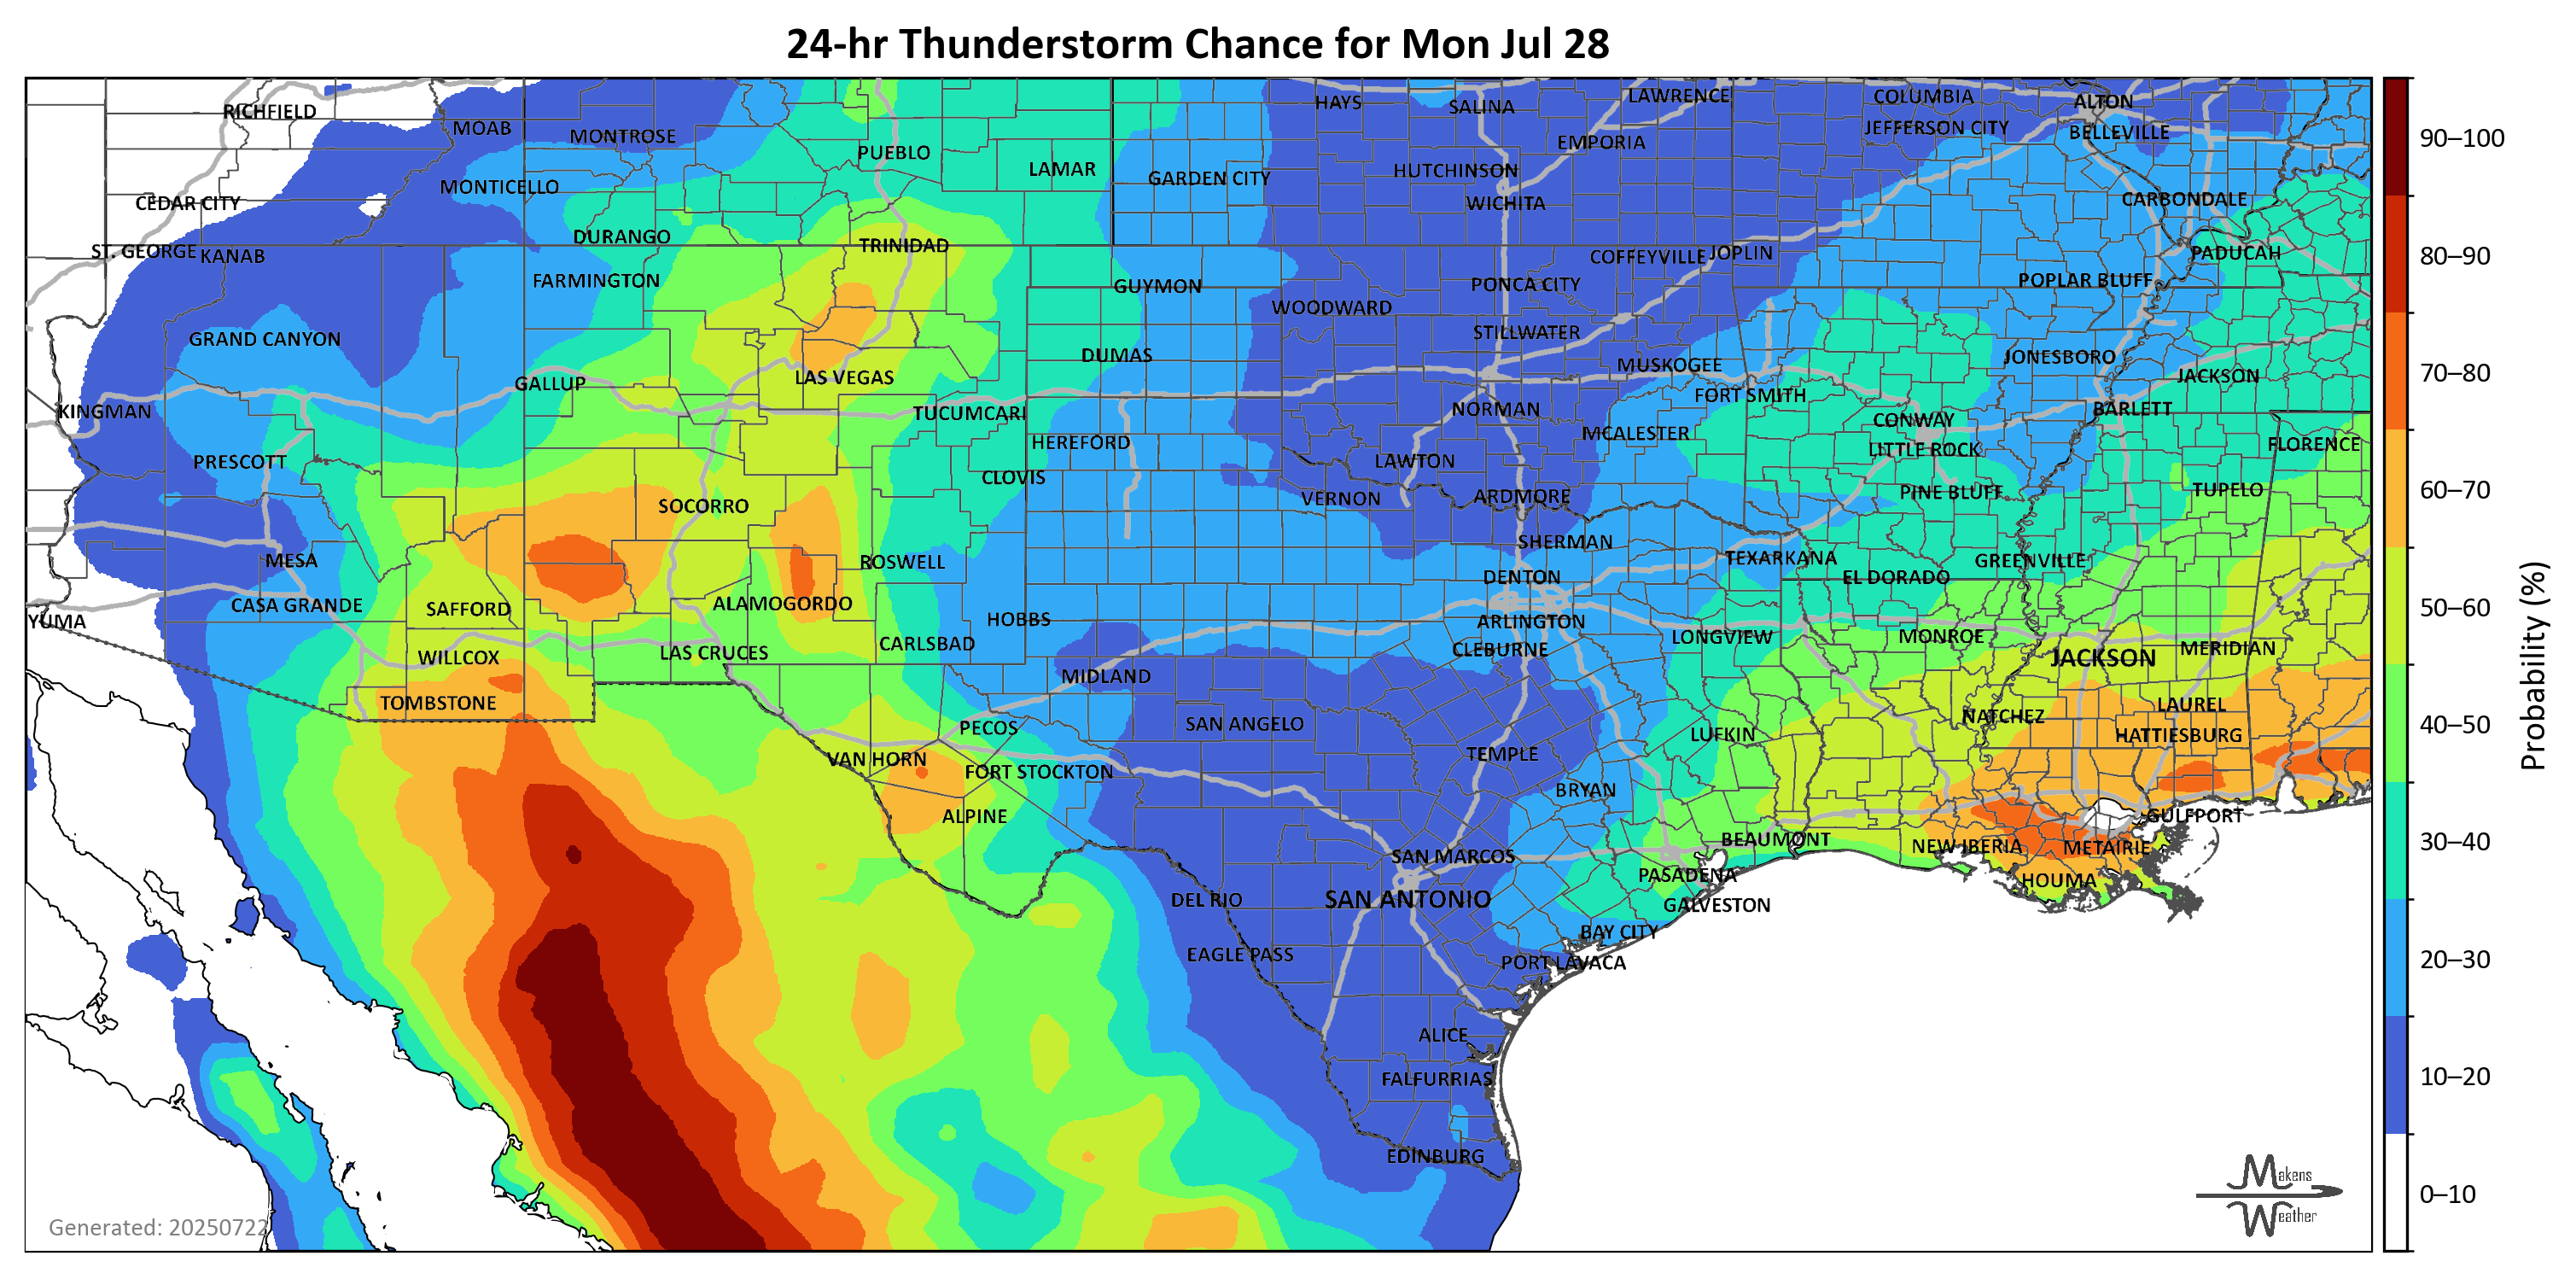 24-hr Thunderstorm Chance for Mon Jul 28
RICHFIELD
MOAB
MONTROSE
PUEBLO
LAMAR
GARDEN CITY
HAYS
SALINA
LAWRENCE
EMPORIA
HUTCHINSON
WICHITA
COLUMBIA
JEFFERSON CITY
ALTON
BELLEVILLE
CARBONDALE
CEDAR CITY
MONTICELLO
ST. GEORGE
KANAB
DURANGO
TRINIDAD
FARMINGTON
GUYMON
WOODWARD
PONCA CITY
COFFEYVILLE
JOPLIN
POPLAR BLUFF
PADUCAH
GRAND CANYON
GALLUP
LAS VEGAS
DUMAS
STILLWATER
MUSKOGEE
FORT SMITH
JONESBORO
JACKSON
KINGMAN
TUCUMCARI
NORMAN
CONWAY
BARLETT
PRESCOTT
HEREFORD
CLOVIS
LAWTON
MCALESTER
LITTLE ROCK
FLORENCE
SOCORRO
VERNON
ARDMORE
PINE BLUFF
TUPELO
MESA
ROSWELL
SHERMAN
TEXARKANA
GREENVILLE
CASA GRANDE
SAFFORD
ALAMOGORDO
DENTON
EL DORADO
YUMA
HOBBS
ARLINGTON
WILLCOX
LAS CRUCES
CARLSBAD
CLEBURNE
LONGVIEW
MONROE
JACKSON
MERIDIAN
TOMBSTONE
MIDLAND
PECOS
SAN ANGELO
TEMPLE
LUFKIN
NATCHEZ
LAUREL
HATTIESBURG
VAN HORN
FORT STOCKTON
BRYAN
ALPINE
SAN MARCOS
BEAUMONT
NEW IBERIA
METAIRIE
GULFPORT
DEL RIO
SAN ANTONIO
PASADENA
GALVESTON
HOUMA
EAGLE PASS
BAY CITY
PORT LAVACA
ALICE
FALFURRIAS
EDINBURG
Generated: 20250722
Makens
Weather
90–100
80–90
70–80
60–70
50–60
40–50
30–40
20–30
10–20
0–10
Probability (%)